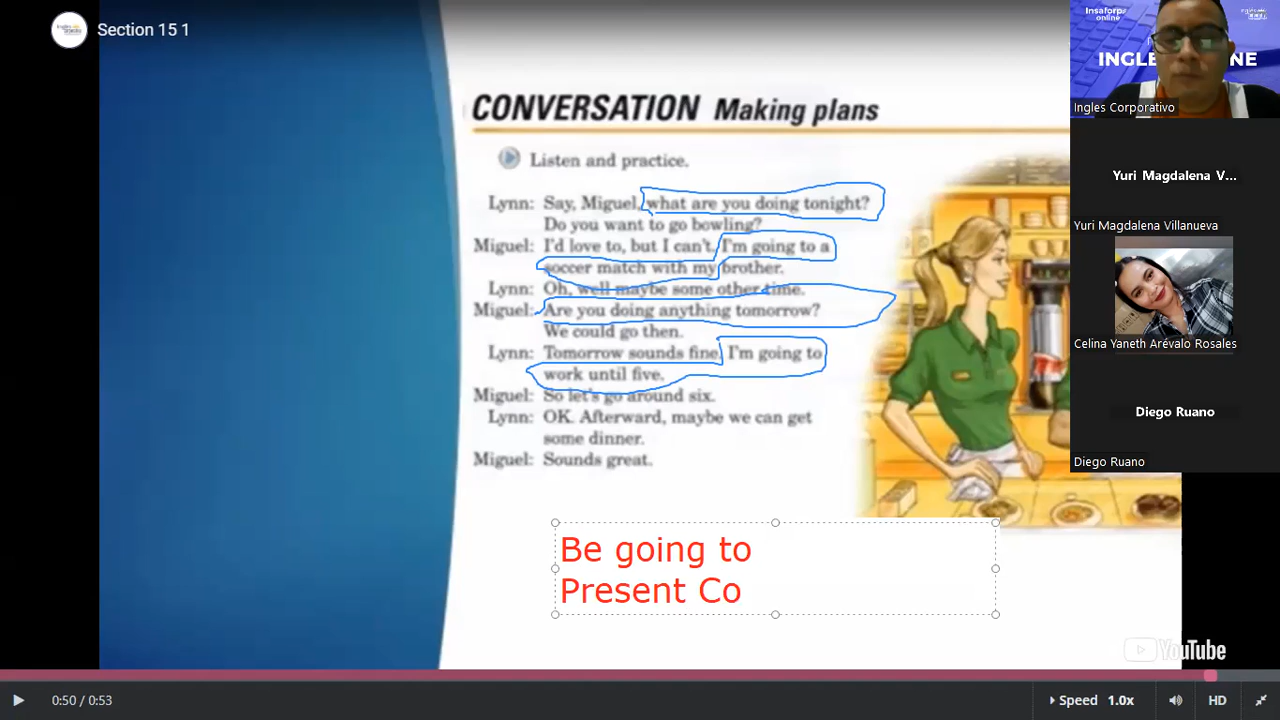 Section 15 1
CONVERSATION Making plans
Listen and practice.
Lynn: Say, Miguel, what are you doing tonight?
Do you want to go bowling?
Miguel: I'd love to, but I can't. I'm going to a
soccer match with my brother.
Lynn: Oh, well maybe some other time.
Miguel: Are you doing anything tomorrow?
We could go then.
Lynn: Tomorrow sounds fine. I'm going to
work until five.
Miguel: So let's go around six.
Lynn: OK. Afterward, maybe we can get
some dinner.
Miguel: Sounds great.
Be going to
Present Co
YouTube
0:50 / 0:53
Speed 1.0x
HD
Insaforp
online
INGLE
NE
Ingles Corporativo
Yuri Magdalena V...
Yuri Magdalena Villanueva
Celina Yaneth Arévalo Rosales
Diego Ruano
Diego Ruano